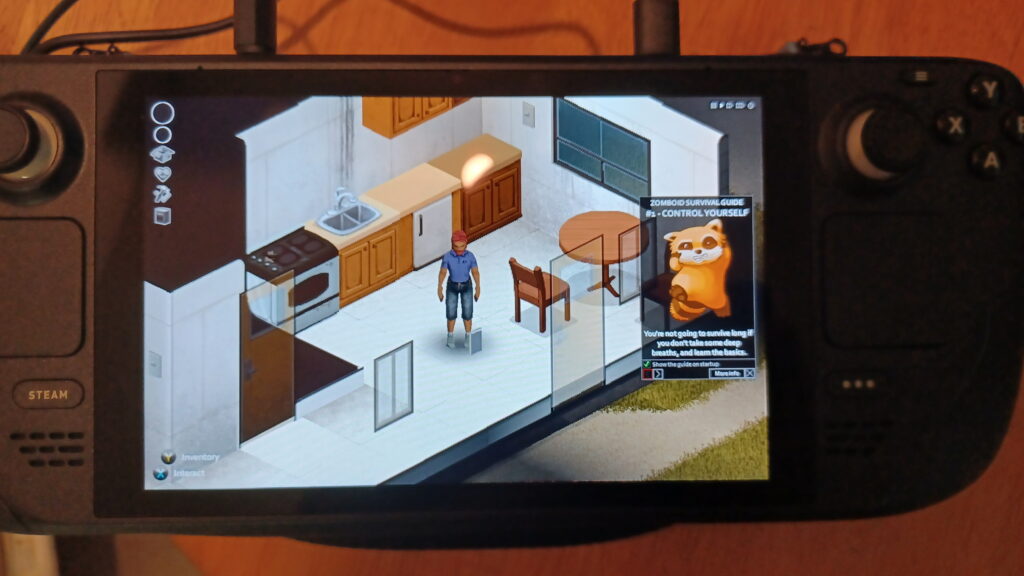 ZOMBOID SURVIVAL GUIDE
#1 - CONTROL YOURSELF
You're not going to survive long if
you don't take some deep
breaths, and learn the basics.
Show the guide on startup
More info
Inventory
Interact
STEAM
Y
X
B
A
Y
X